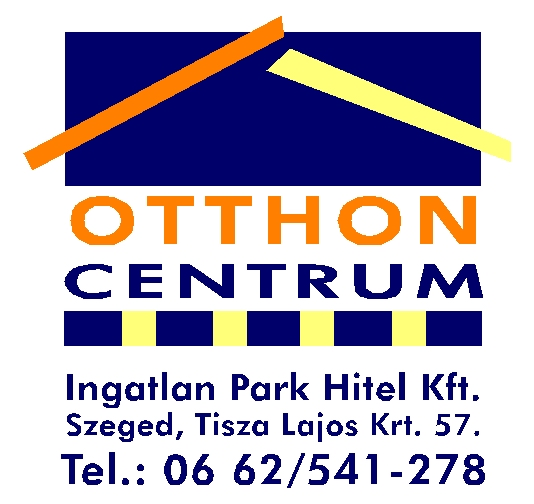 OTTHON
CENTRUM
Ingatlan Park Hitel Kft.
Szeged, Tisza Lajos Krt. 57.
Tel.: 06 62/541-278